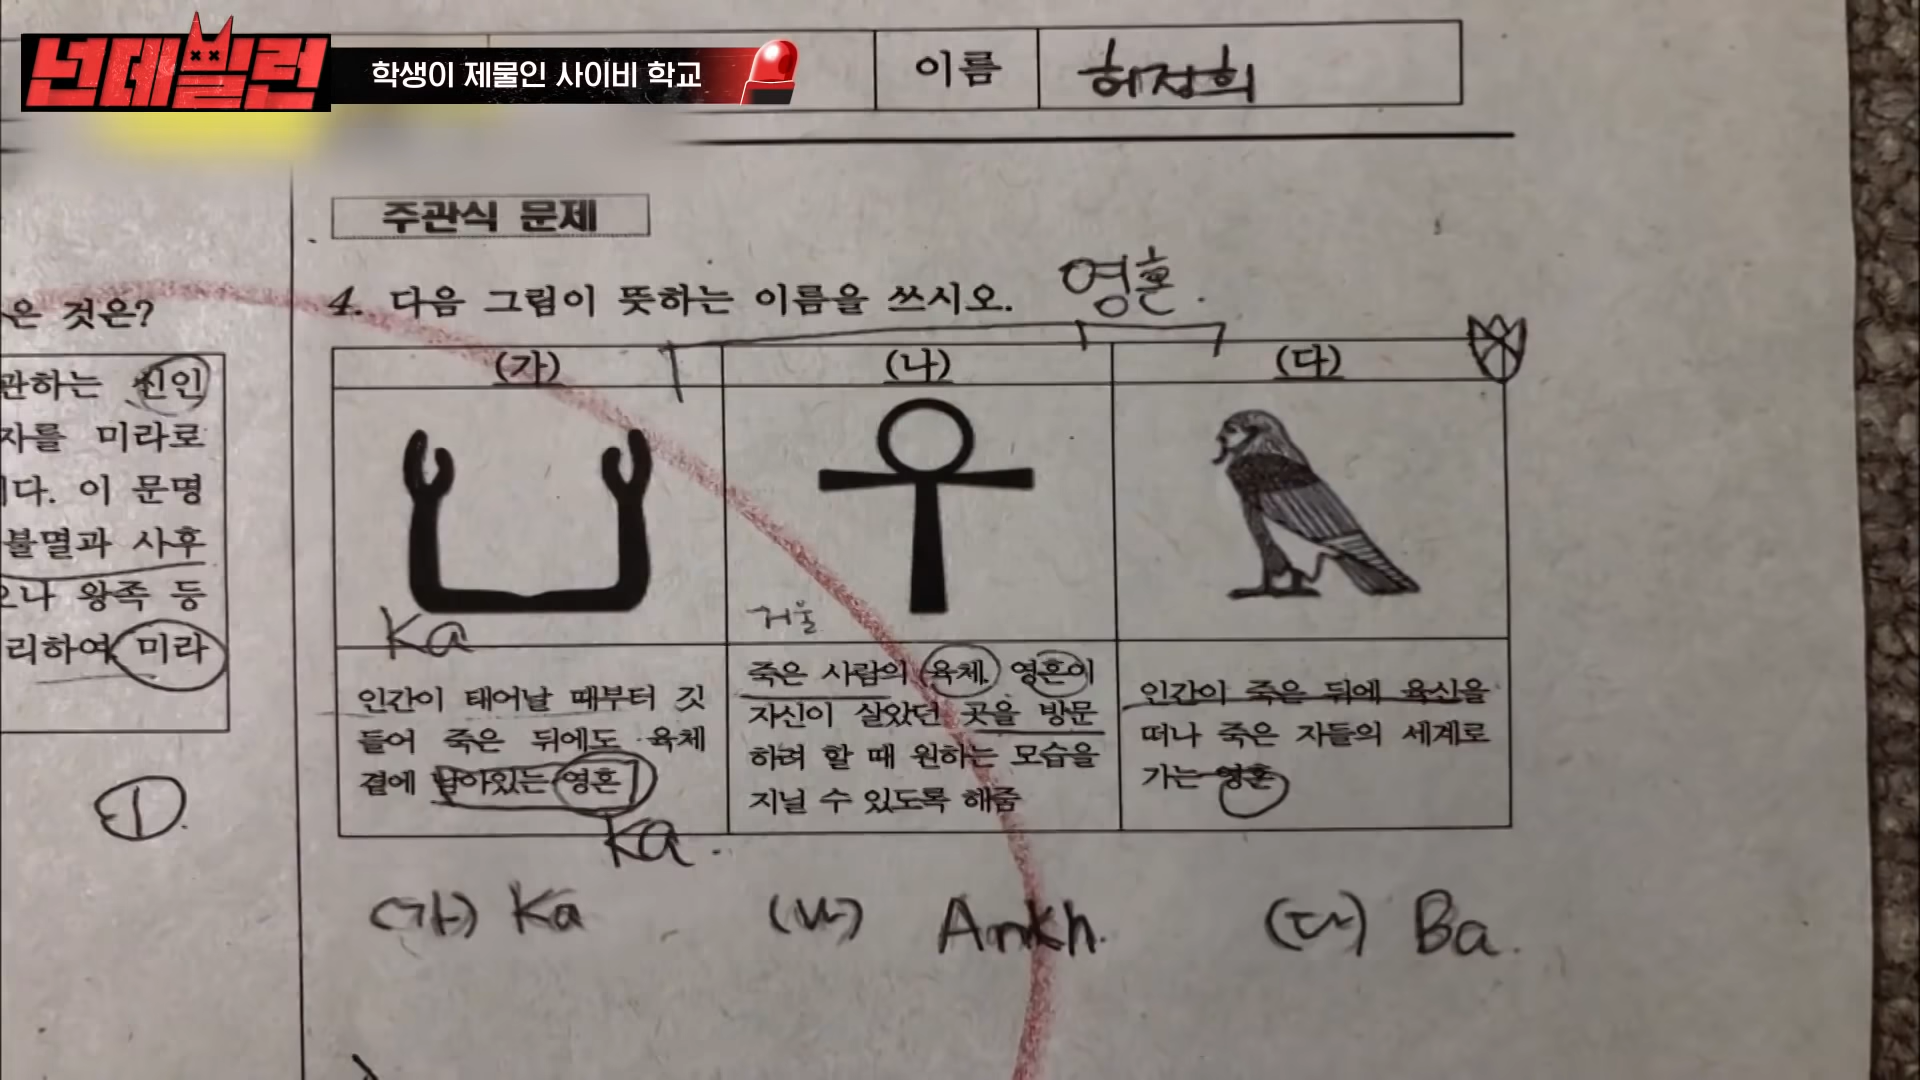 넌데빌런
학생이 제물인 사이비 학교
이름
허정희
은 것은?
관하는 신인
자를 미라로
다. 이 문명
불멸과 사후
나 왕족 등
리하여 미라
①.
주관식 문제
4. 다음 그림이 뜻하는 이름을 쓰시오.
영혼.
(가) (나) (다)
Ka
거울
인간이 태어날 때부터 깃
들어 죽은 뒤에도 육체
곁에 남아있는 영혼
Ka.
죽은 사람의 육체. 영혼이
자신이 살았던 곳을 방문
하려 할 때 원하는 모습을
지닐 수 있도록 해줌
인간이 죽은 뒤에 육신을
떠나 죽은 자들의 세계로
가는 영혼
(가) Ka (나) Ankh. (다) Ba.